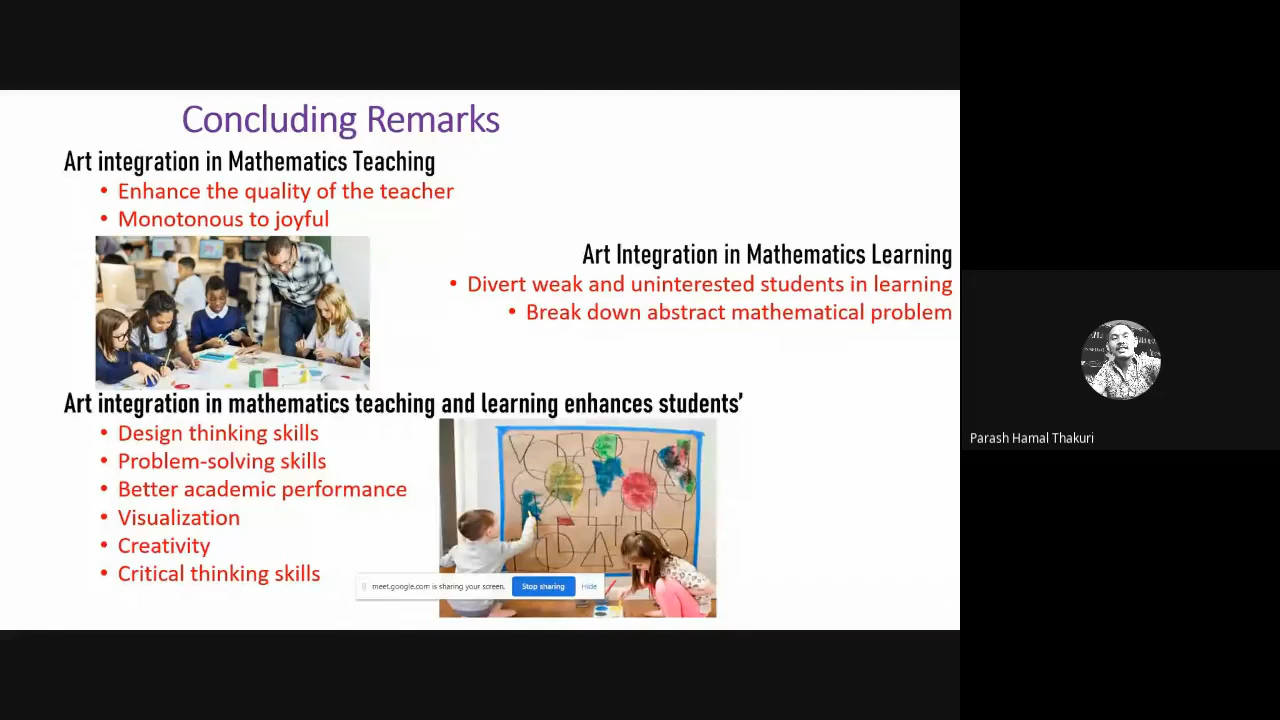 Concluding Remarks
Art integration in Mathematics Teaching
• Enhance the quality of the teacher
• Monotonous to joyful
Art Integration in Mathematics Learning
• Divert weak and uninterested students in learning
• Break down abstract mathematical problem
Art integration in mathematics teaching and learning enhances students’
• Design thinking skills
• Problem-solving skills
• Better academic performance
• Visualization
• Creativity
• Critical thinking skills
meet.google.com is sharing your screen. Stop sharing Hide
Parash Hamal Thakuri